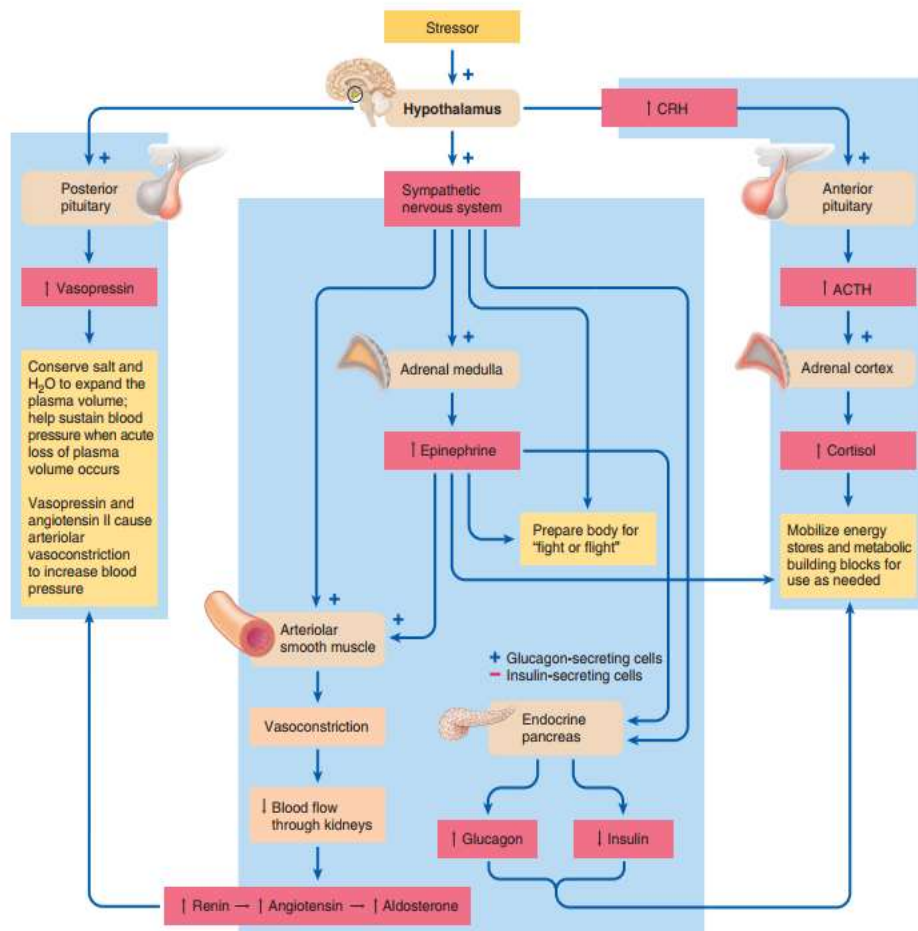 Stressor
+
Hypothalamus
↑ CRH
+
+
+
Posterior
pituitary
Sympathetic
nervous system
Anterior
pituitary
↑ Vasopressin
↑ ACTH
+
+
Conserve salt and
H₂O to expand the
plasma volume;
help sustain blood
pressure when acute
loss of plasma
volume occurs
Vasopressin and
angiotensin II cause
arteriolar
vasoconstriction
to increase blood
pressure
Adrenal medulla
Adrenal cortex
↑ Epinephrine
↑ Cortisol
Prepare body for
“fight or flight”
Mobilize energy
stores and metabolic
building blocks for
use as needed
+
+
Arteriolar
smooth muscle
+ Glucagon-secreting cells
− Insulin-secreting cells
Vasoconstriction
Endocrine
pancreas
↓ Blood flow
through kidneys
↑ Glucagon
↓ Insulin
↑ Renin → ↑ Angiotensin → ↑ Aldosterone